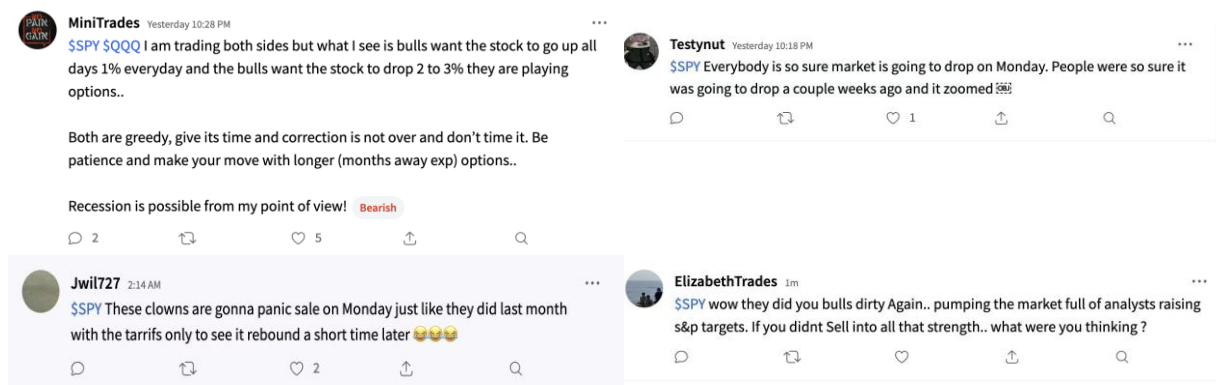 MiniTrades Yesterday 10:28 PM
$SPY $QQQ I am trading both sides but what I see is bulls want the stock to go up all
days 1% everyday and the bulls want the stock to drop 2 to 3% they are playing
options..
Both are greedy, give its time and correction is not over and don't time it. Be
patience and make your move with longer (months away exp) options..
Recession is possible from my point of view! Bearish
2 5
Testynut Yesterday 10:18 PM
$SPY Everybody is so sure market is going to drop on Monday. People were so sure it
was going to drop a couple weeks ago and it zoomed
1
Jwil727 2:14 AM
$SPY These clowns are gonna panic sale on Monday just like they did last month
with the tarrifs only to see it rebound a short time later 😂😂😂
2
ElizabethTrades 1m
$SPY wow they did you bulls dirty Again.. pumping the market full of analysts raising
s&p targets. If you didnt Sell into all that strength.. what were you thinking ?